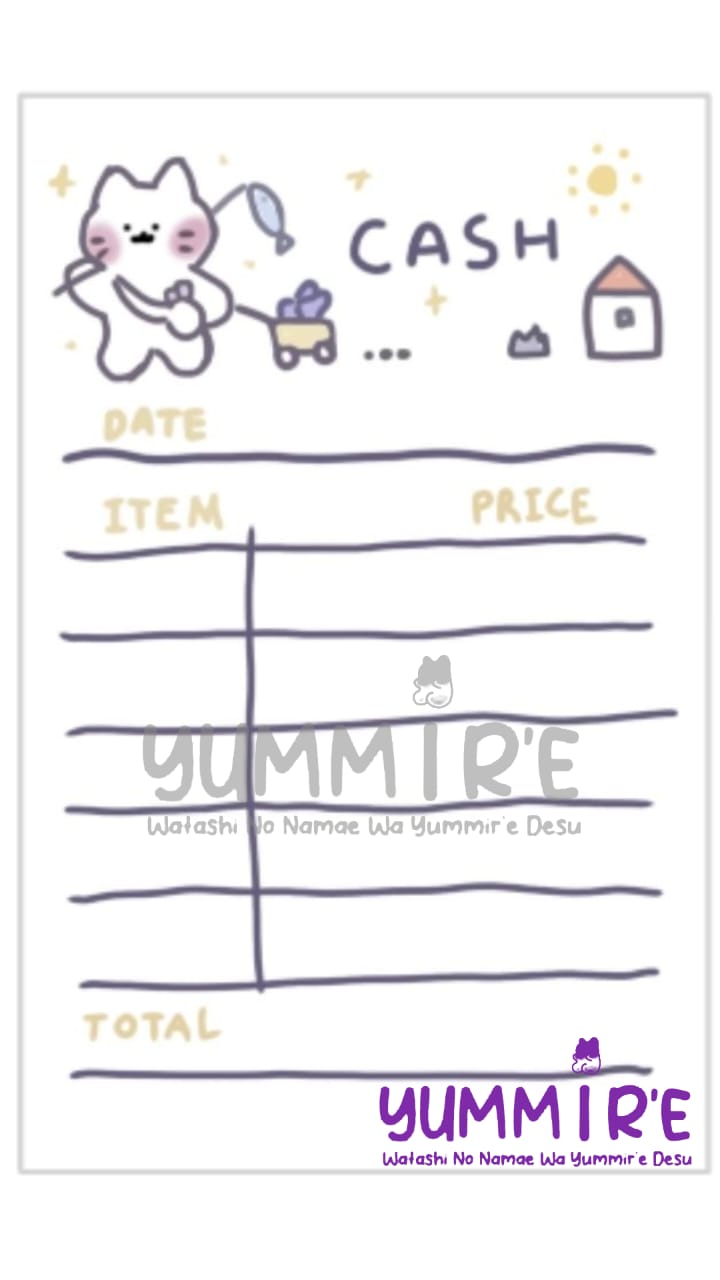 CASH
DATE
ITEM PRICE
TOTAL
YUMMIR'E
Watashi No Namae Wa Yummir'e Desu
YUMMIR'E
Watashi No Namae Wa Yummir'e Desu